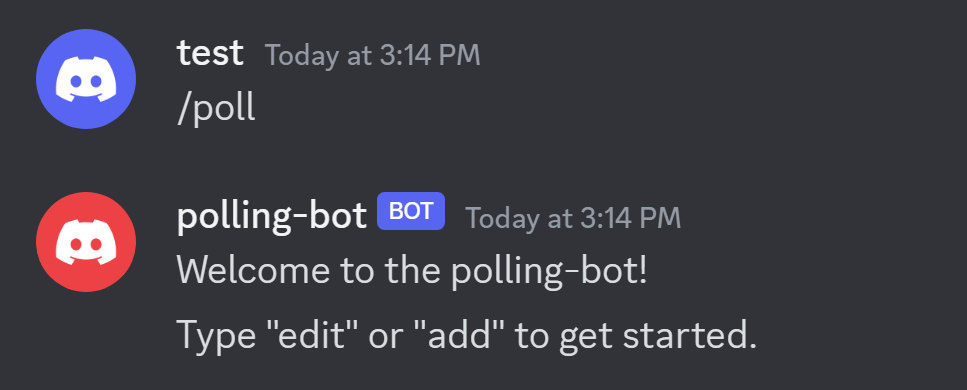 test Today at 3:14 PM
/poll
polling-bot BOT Today at 3:14 PM
Welcome to the polling-bot!
Type "edit" or "add" to get started.